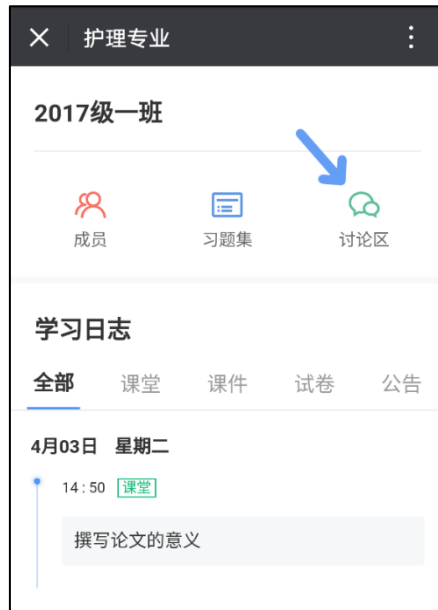 护理专业
2017级一班
成员 习题集 讨论区
学习日志
全部 课堂 课件 试卷 公告
4月03日 星期二
14:50 课堂
撰写论文的意义